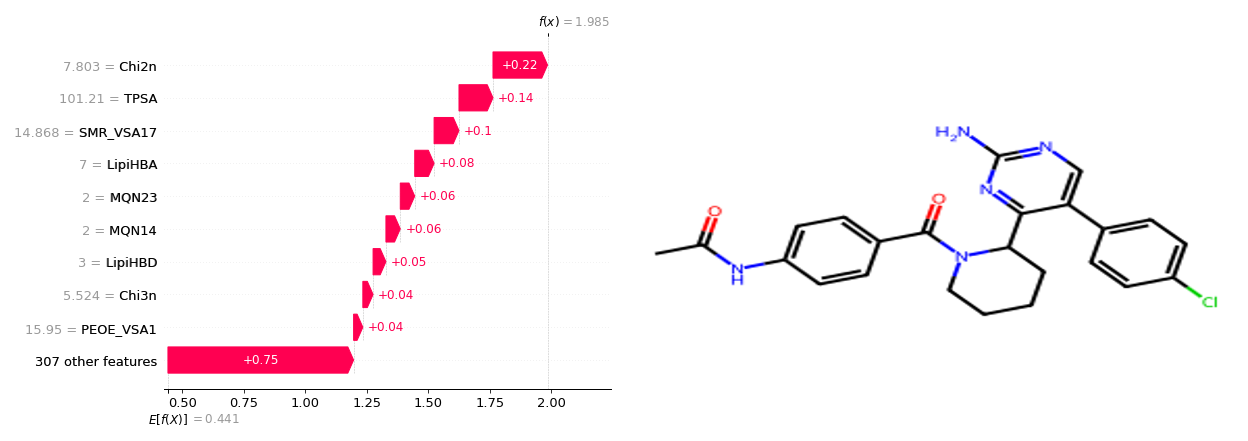 f(x) = 1.985
7.803 = Chi2n
+0.22
101.21 = TPSA
+0.14
14.868 = SMR_VSA17
+0.1
7 = LipiHBA
+0.08
2 = MQN23
+0.06
2 = MQN14
+0.06
3 = LipiHBD
+0.05
5.524 = Chi3n
+0.04
15.95 = PEOE_VSA1
+0.04
307 other features
+0.75
0.50 0.75 1.00 1.25 1.50 1.75 2.00
E[f(X)] = 0.441
H₂N
N
N
O
O
N
N
H
Cl